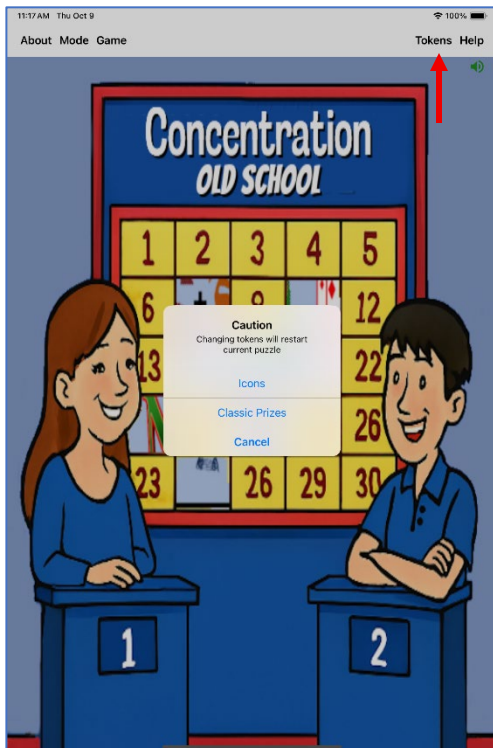 11:17 AM Thu Oct 9
100%
About Mode Game
Tokens Help
Concentration
OLD SCHOOL
1 2 3 4 5
6 12
13 22
26
23 26 29 30
Caution
Changing tokens will restart
current puzzle
Icons
Classic Prizes
Cancel
1
2